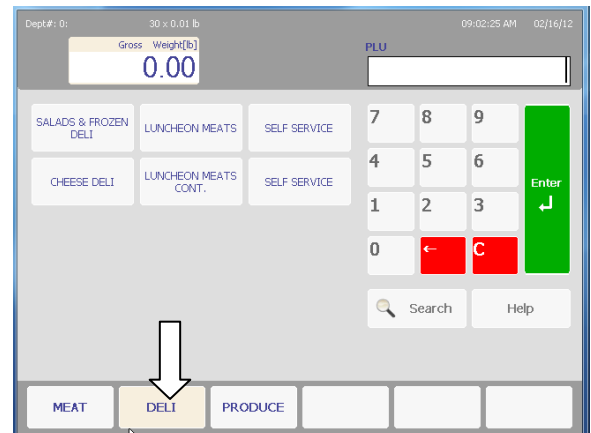 Dept#: 0: 30 x 0.01 lb 09:02:25 AM 02/16/12
Gross Weight[lb]
0.00
PLU
SALADS & FROZEN
DELI
LUNCHEON MEATS
SELF SERVICE
CHEESE DELI
LUNCHEON MEATS
CONT.
SELF SERVICE
7 8 9
4 5 6
1 2 3
0 ← C
Enter
↵
Search
Help
MEAT
DELI
PRODUCE